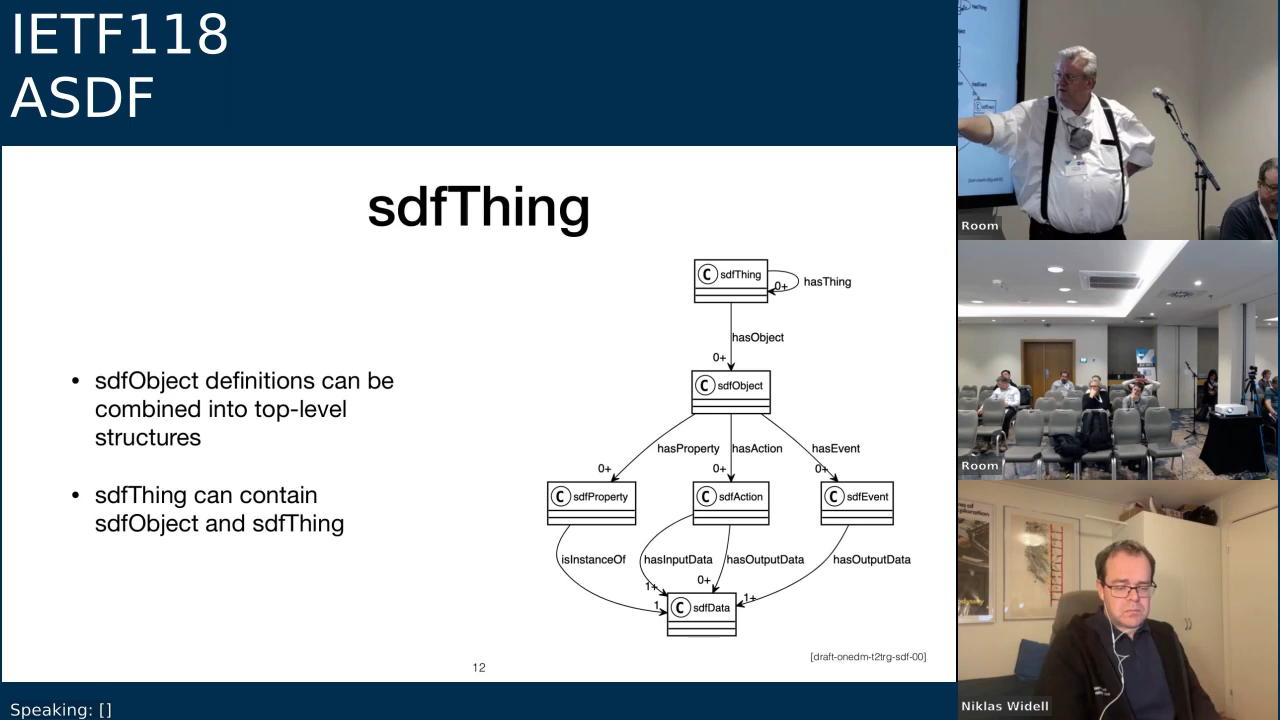 IETF118
ASDF
sdfThing
• sdfObject definitions can be
combined into top-level
structures
• sdfThing can contain
sdfObject and sdfThing
C sdfThing
0+
hasThing
hasObject
0+
C sdfObject
hasProperty
hasAction
hasEvent
0+
0+
0+
C sdfProperty
C sdfAction
C sdfEvent
isInstanceOf
hasInputData
hasOutputData
hasOutputData
0+
1+
1
1+
C sdfData
[draft-onedm-t2trg-sdf-00]
12
Speaking: []
Room
Room
Niklas Widell